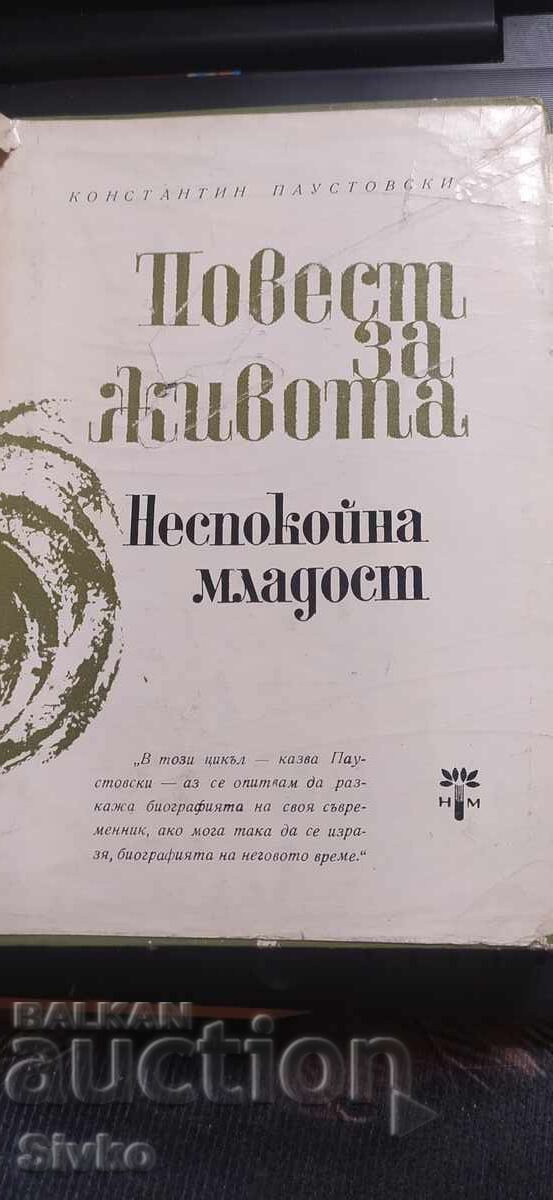 КОНСТАНТИН ПАУСТОВСКИ
Повест
за
живота
Неспокойна
младост
„В този цикъл — казва Пау-
стовски — аз се опитвам да раз-
кажа биографията на своя съвре-
менник, ако мога така да се изра-
зя, биографията на неговото време.“
Н М
BALKAN
auction
Sivko